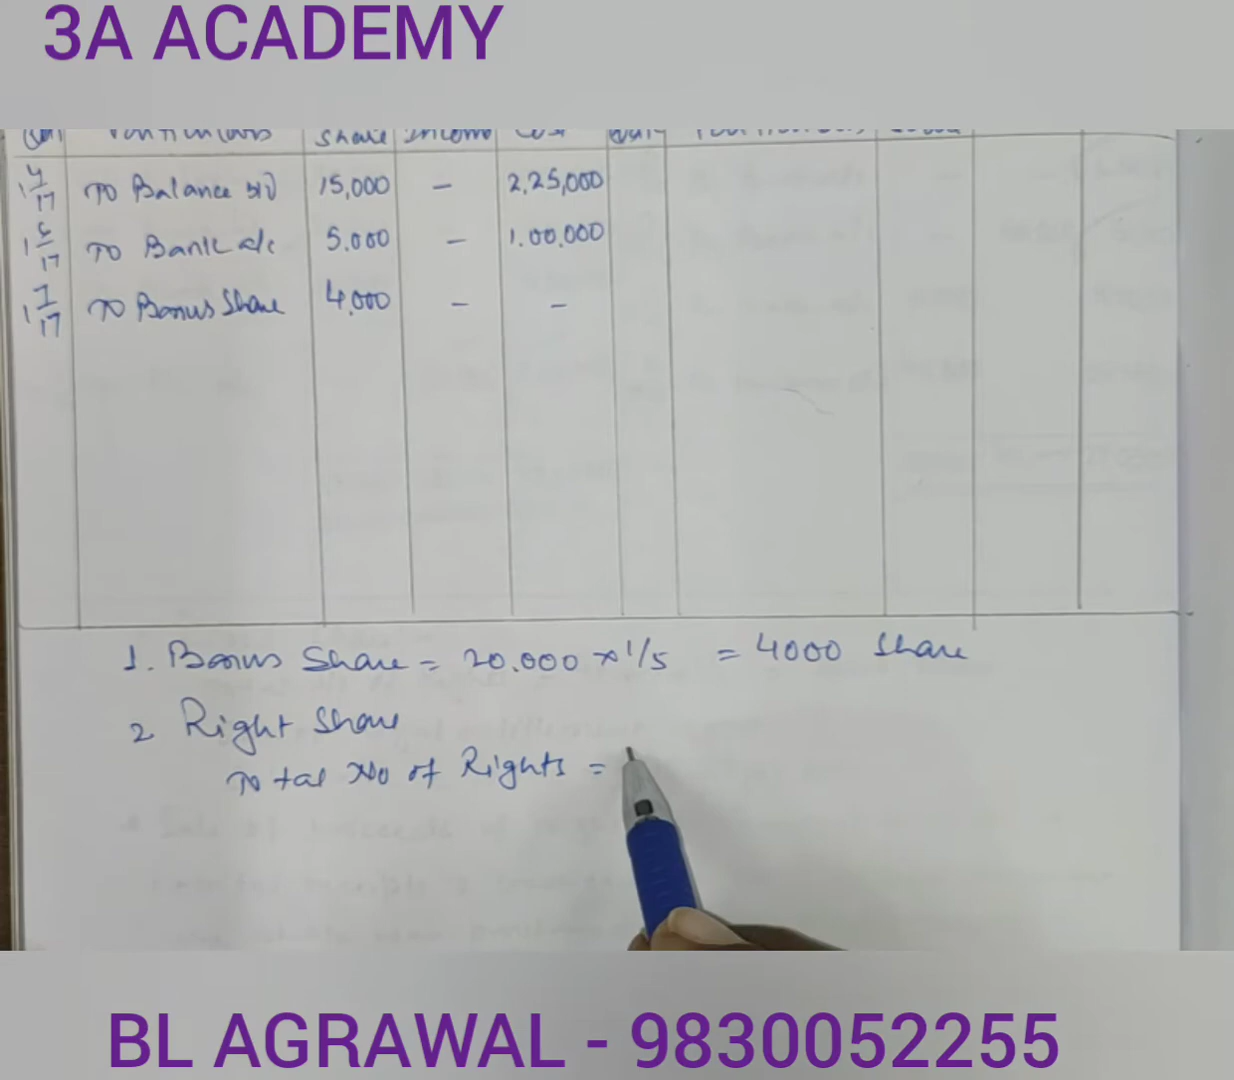 3A ACADEMY
Share Income Cost
1/4/17 To Balance b/d 15,000 – 2,25,000
1/6/17 To Bank a/c 5.000 – 1.00.000
1/7/17 To Bonus Share 4,000 – –
1. Bonus Share = 20.000 × 1/5 = 4000 Share
2 Right Share
Total No of Rights =
BL AGRAWAL - 9830052255